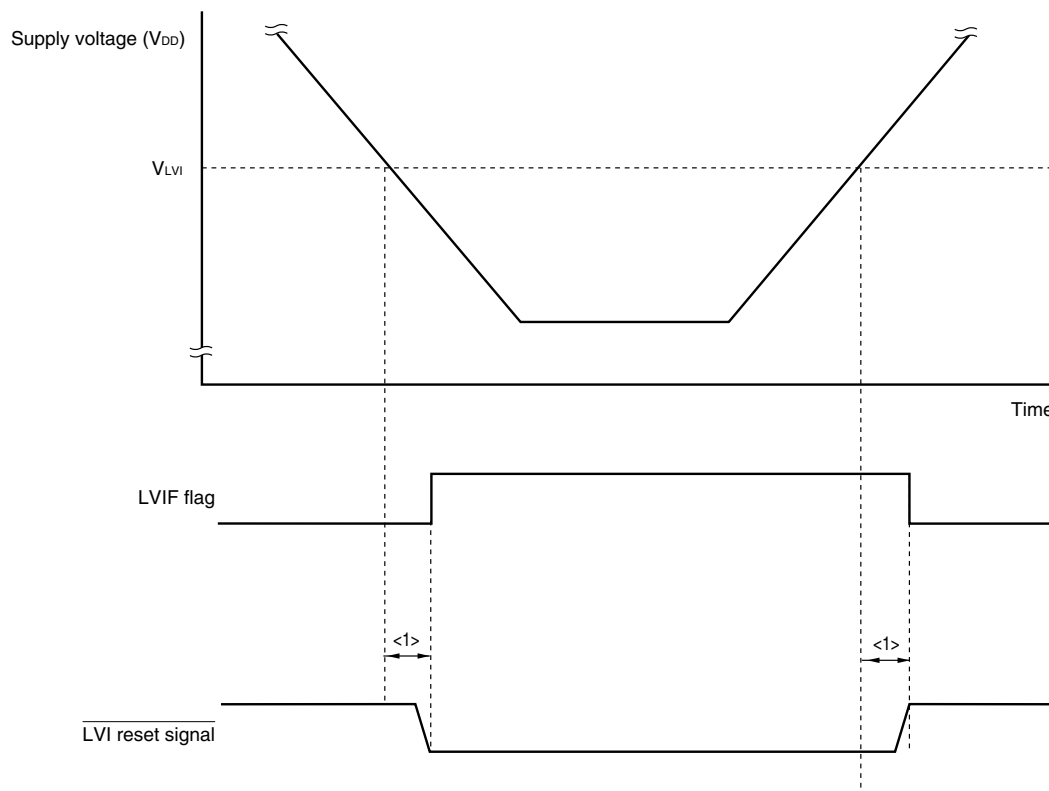 Supply voltage (VDD)
VLVI
Time
LVIF flag
<1>
<1>
LVI reset signal